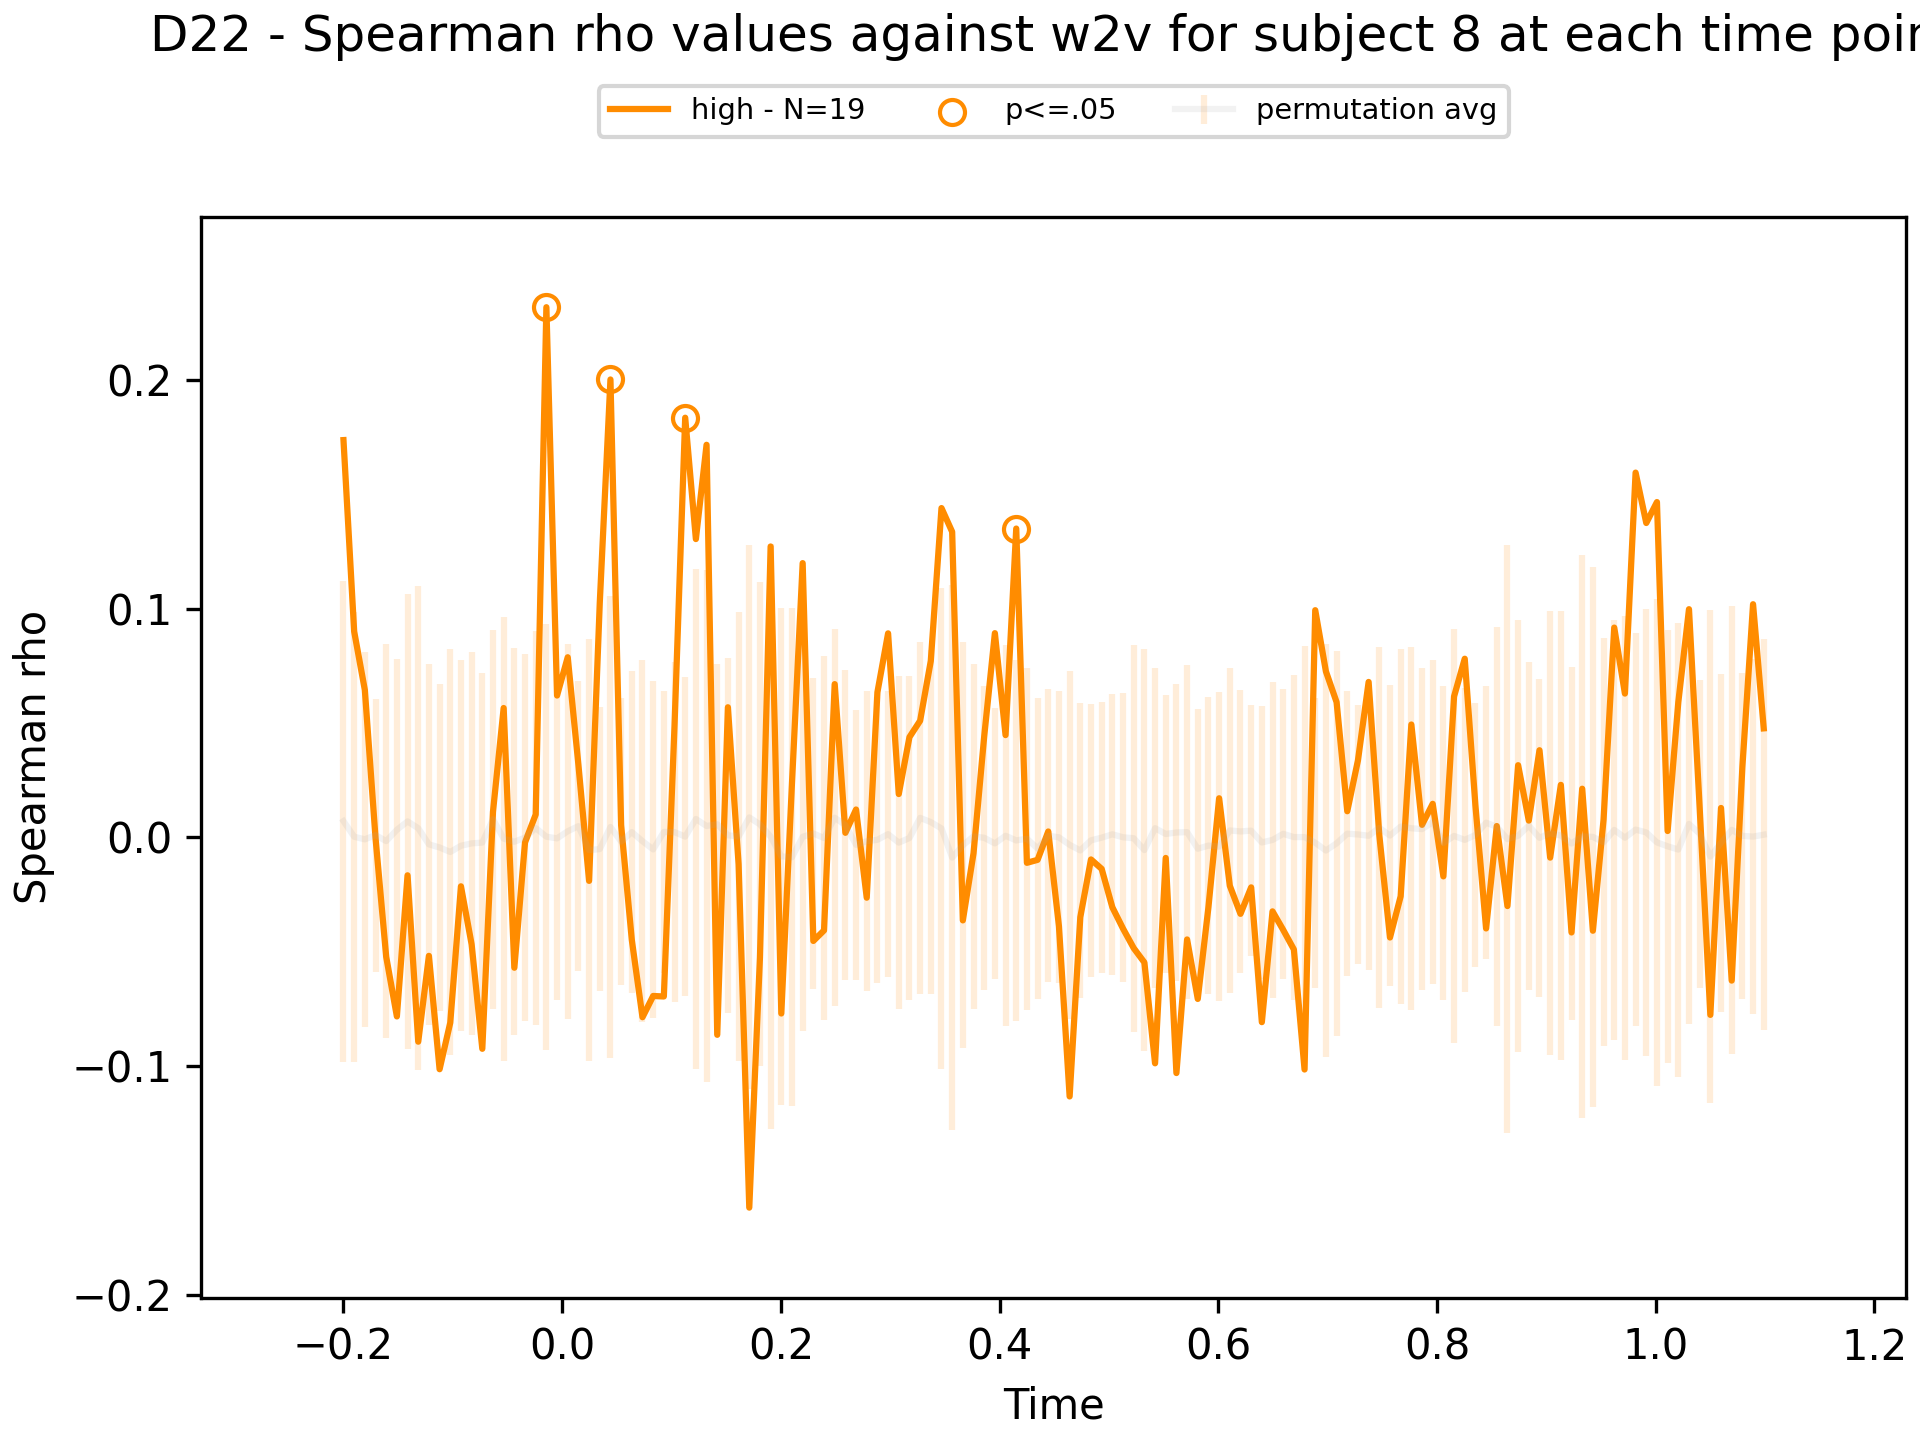 D22 - Spearman rho values against w2v for subject 8 at each time
high - N=19
p<=.05
permutation avg
Spearman rho
0.2
0.1
0.0
−0.1
−0.2
−0.2
0.0
0.2
0.4
0.6
0.8
1.0
1.2
Time